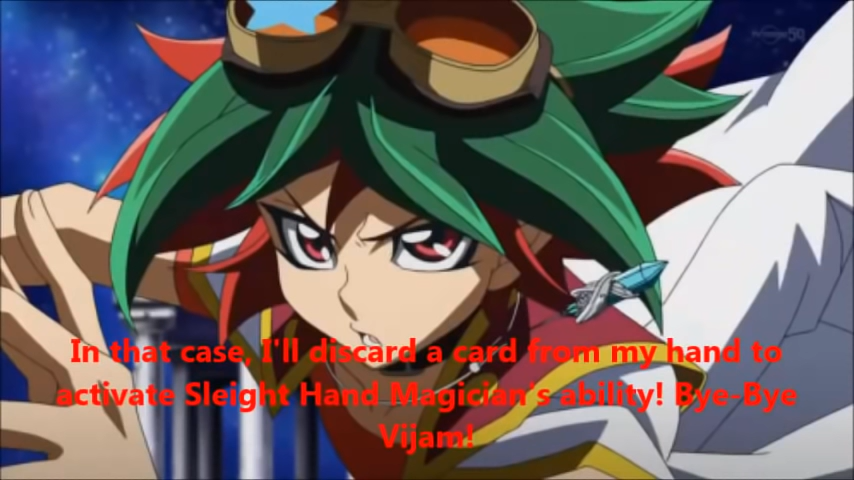 In that case, I'll discard a card from my hand to
activate Sleight Hand Magician's ability! Bye-Bye
Vijam!